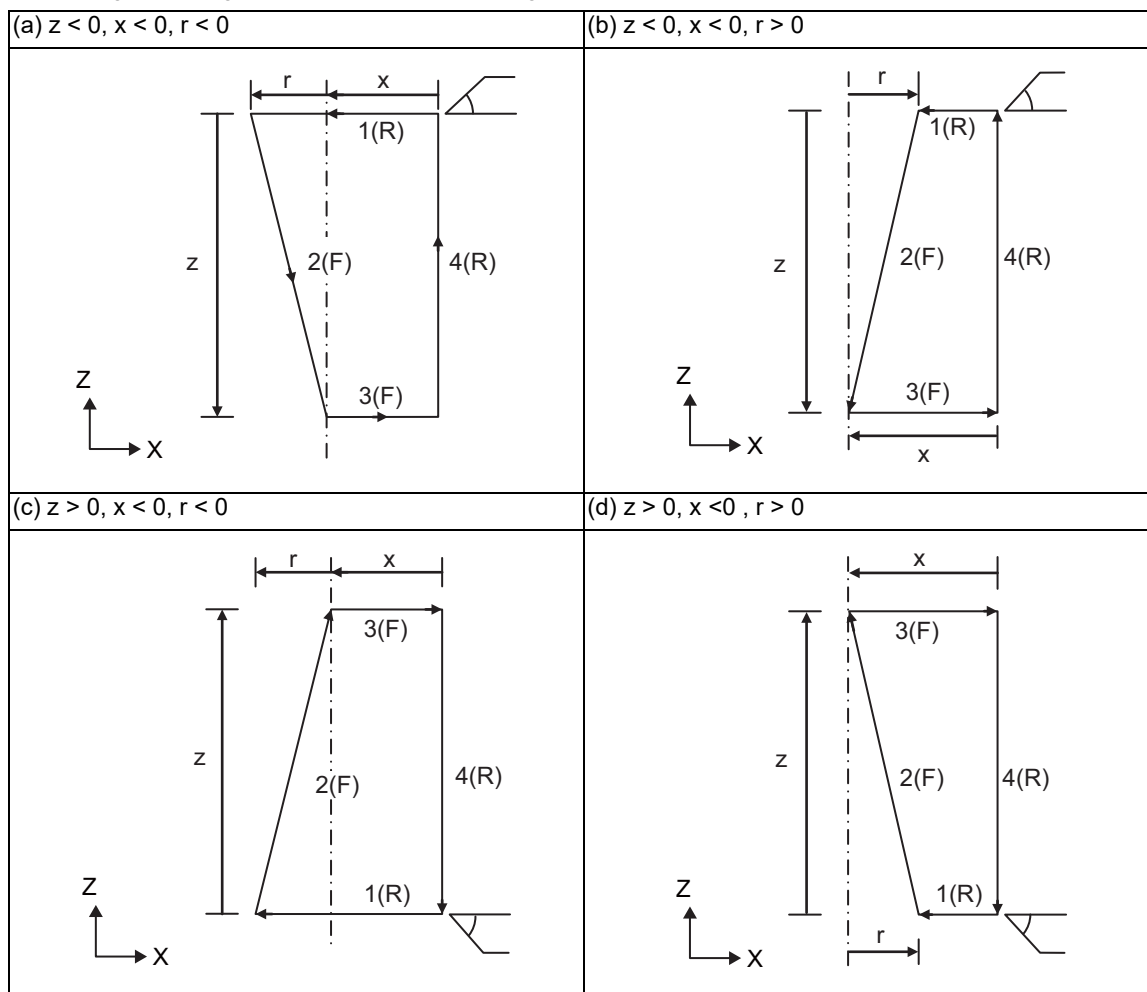 (a) z < 0, x < 0, r < 0
r
x
1(R)
z
2(F)
4(R)
3(F)
Z
X
(b) z < 0, x < 0, r > 0
r
1(R)
z
2(F)
4(R)
3(F)
x
Z
X
(c) z > 0, x < 0, r < 0
r
x
3(F)
z
2(F)
4(R)
1(R)
Z
X
(d) z > 0, x <0 , r > 0
x
3(F)
z
2(F)
4(R)
1(R)
r
Z
X